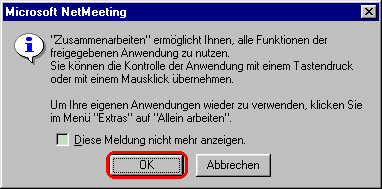 Microsoft NetMeeting
"Zusammenarbeiten" ermöglicht Ihnen, alle Funktionen der
freigegebenen Anwendung zu nutzen.
Sie können die Kontrolle der Anwendung mit einem Tastendruck
oder mit einem Mausklick übernehmen.
Um Ihre eigenen Anwendungen wieder zu verwenden, klicken Sie
im Menü "Extras" auf "Allein arbeiten".
Diese Meldung nicht mehr anzeigen.
OK
Abbrechen